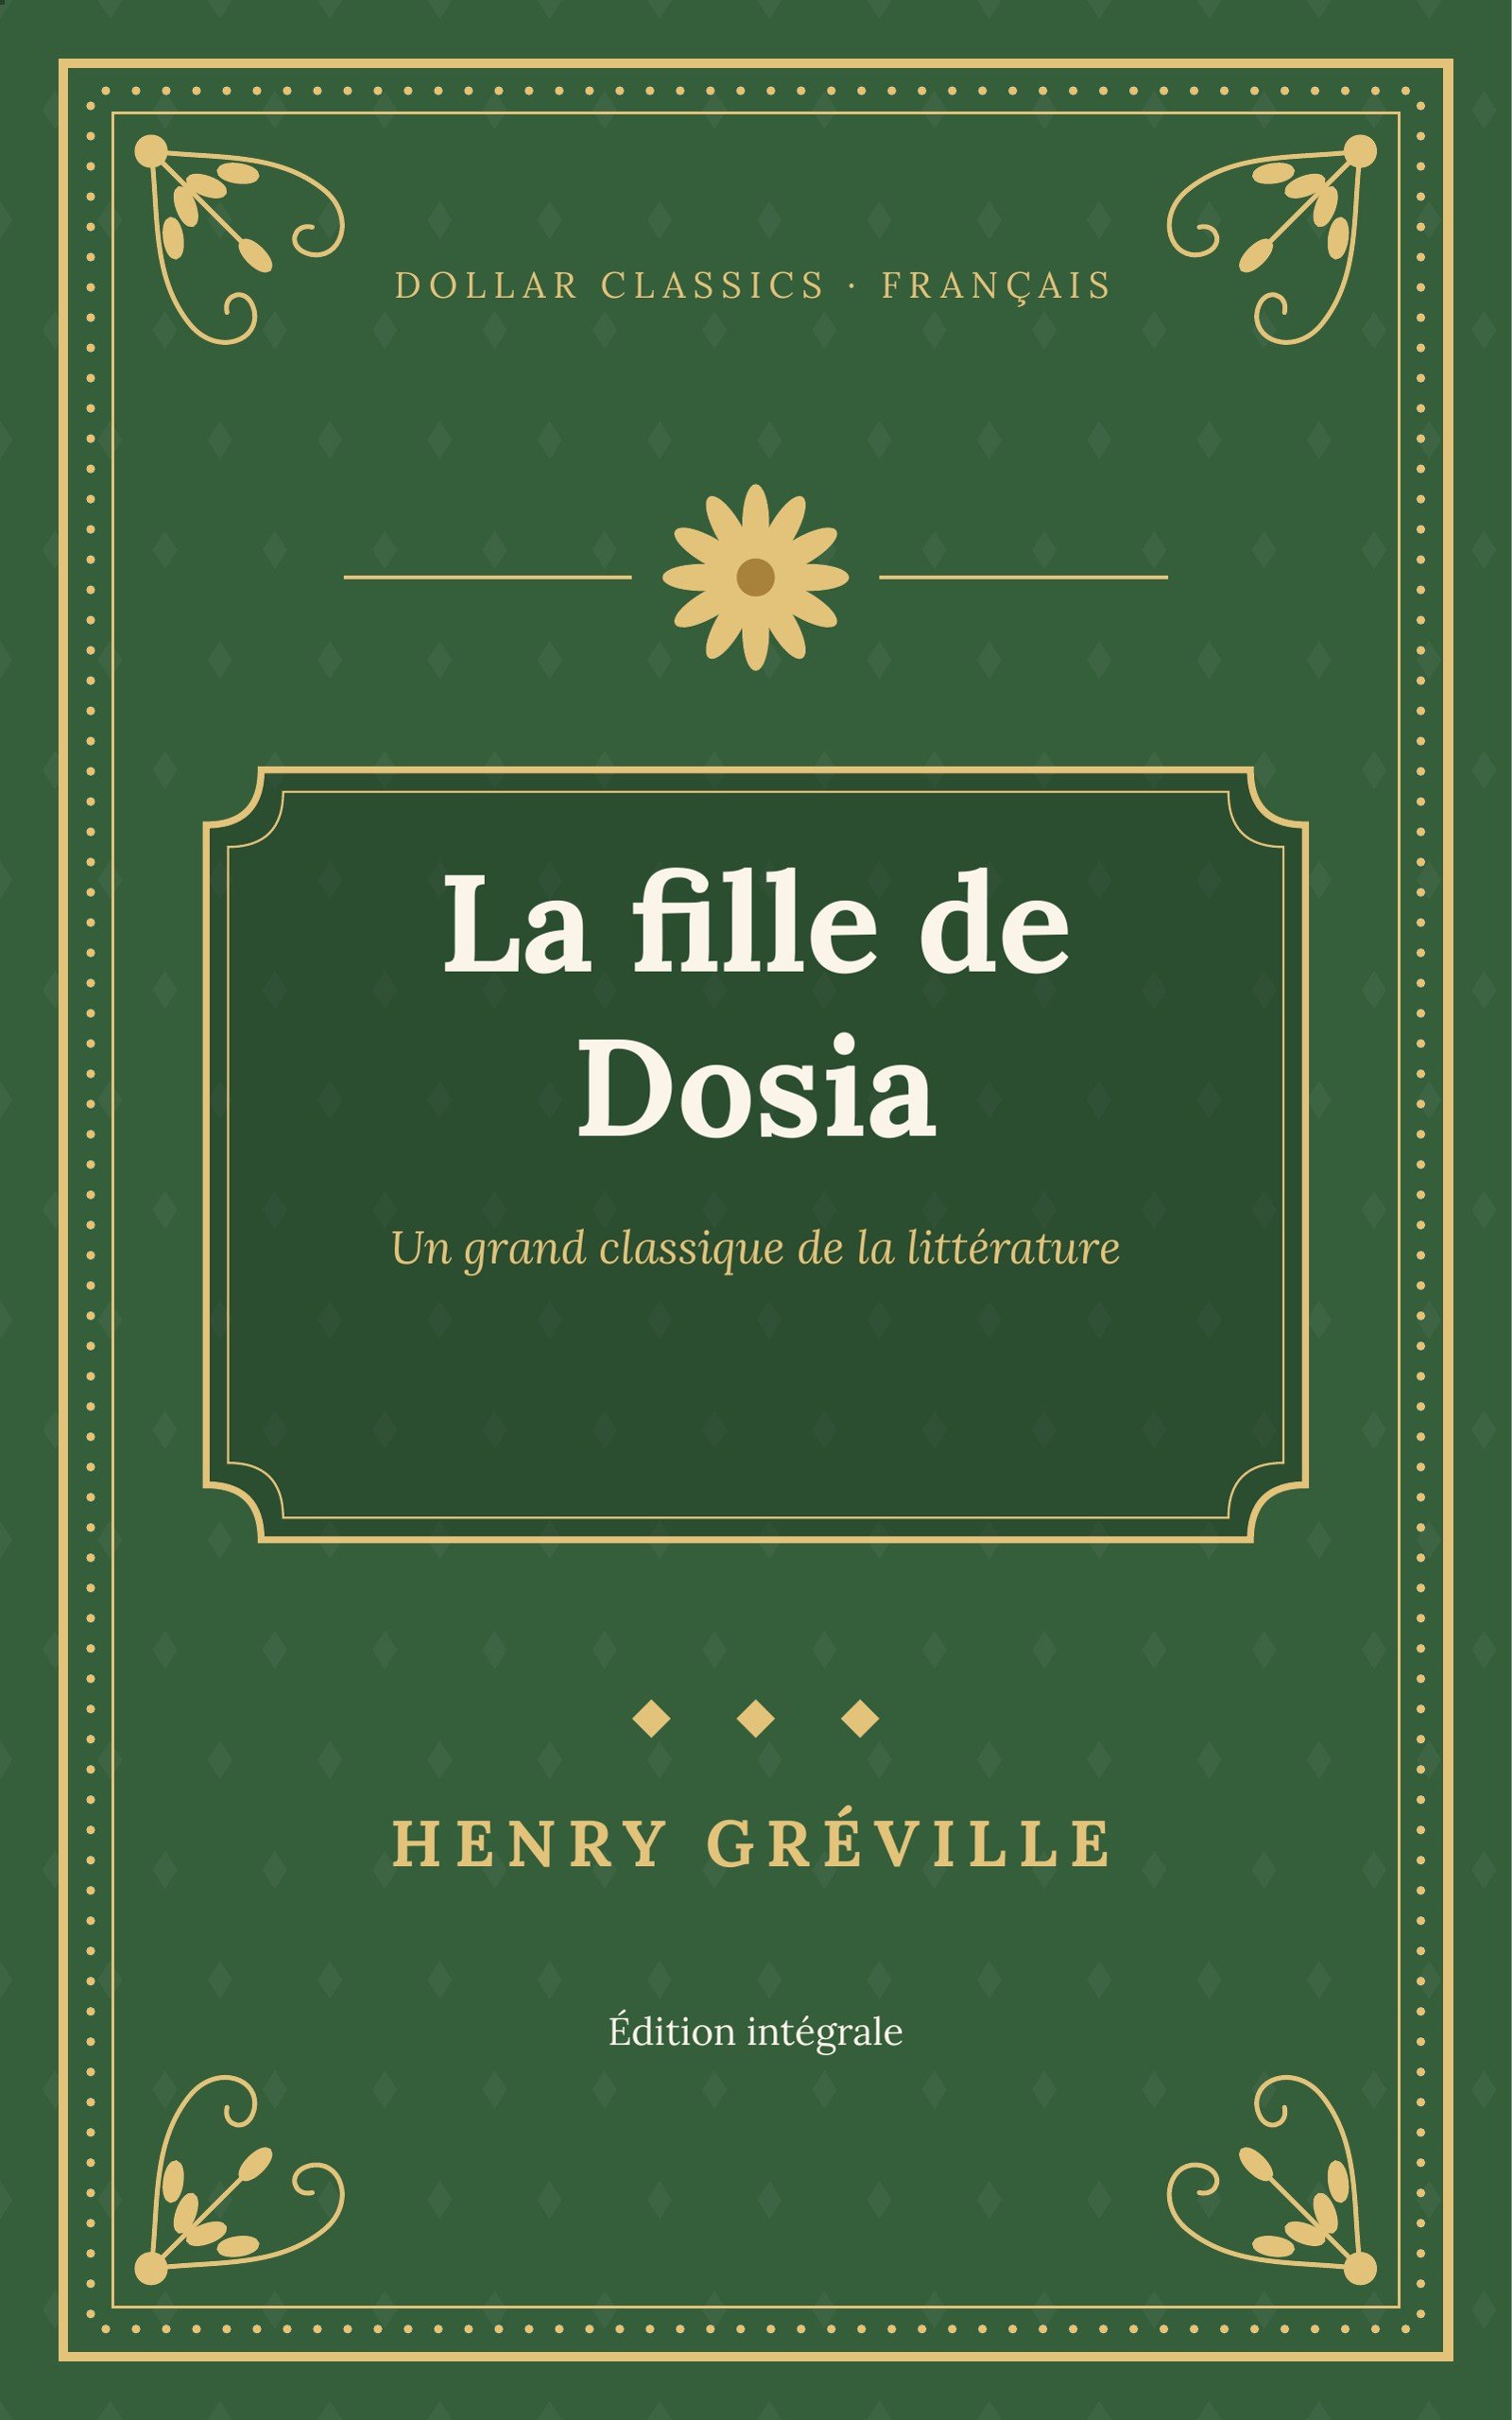 DOLLAR CLASSICS · FRANÇAIS
La fille de
Dosia
Un grand classique de la littérature
HENRY GRÉVILLE
Édition intégrale